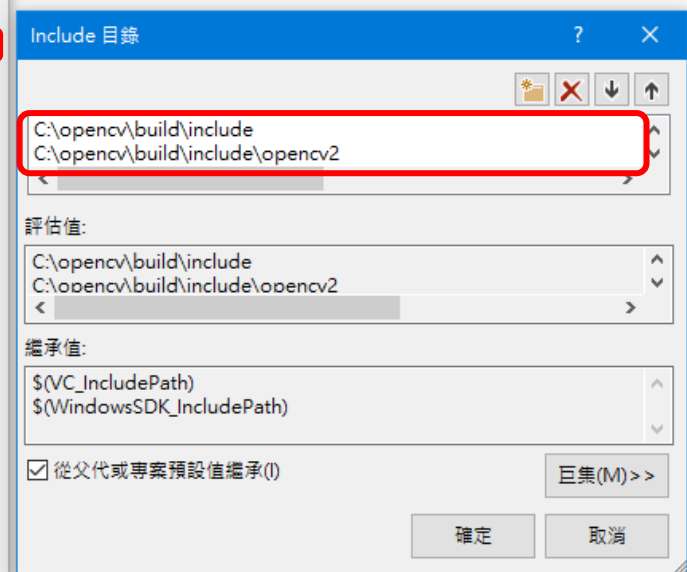 Include 目錄
C:\opencv\build\include
C:\opencv\build\include\opencv2
評估值:
C:\opencv\build\include
C:\opencv\build\include\opencv2
繼承值:
$(VC_IncludePath)
$(WindowsSDK_IncludePath)
從父代或專案預設值繼承(I)
巨集(M)>>
確定
取消